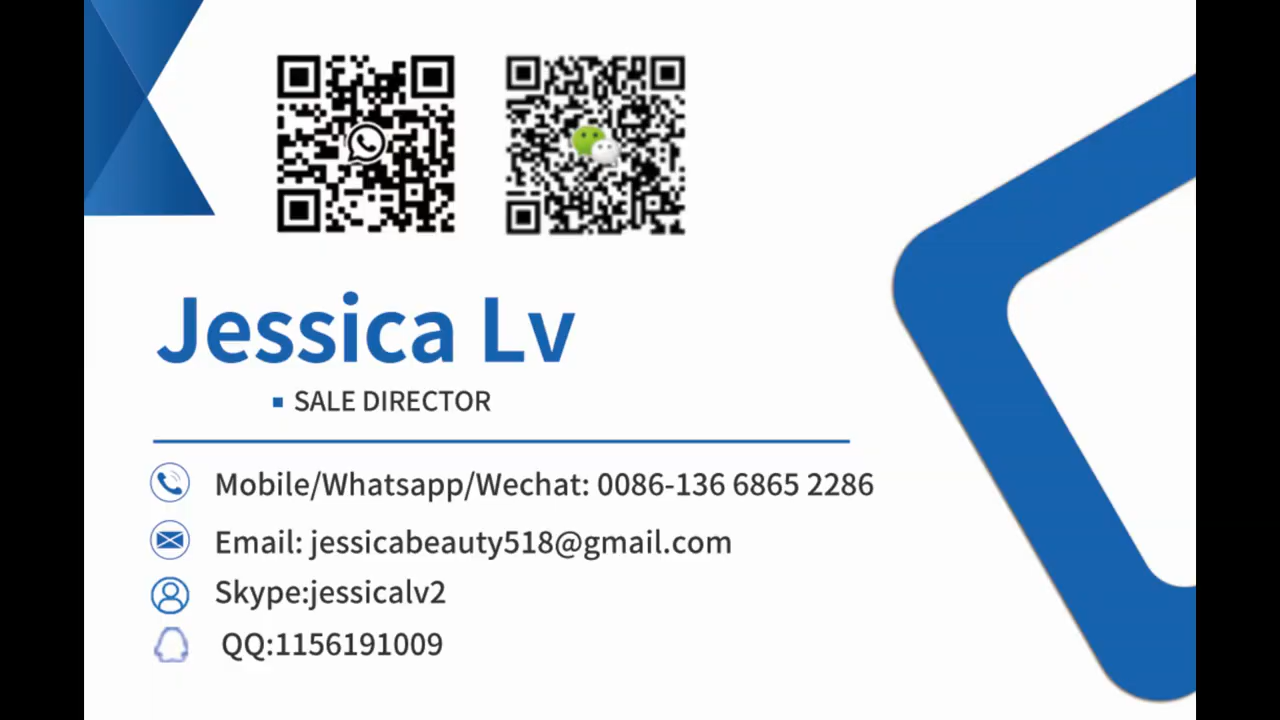 Jessica Lv
SALE DIRECTOR
Mobile/Whatsapp/Wechat: 0086-136 6865 2286
Email: jessicabeauty518@gmail.com
Skype:jessicalv2
QQ:1156191009